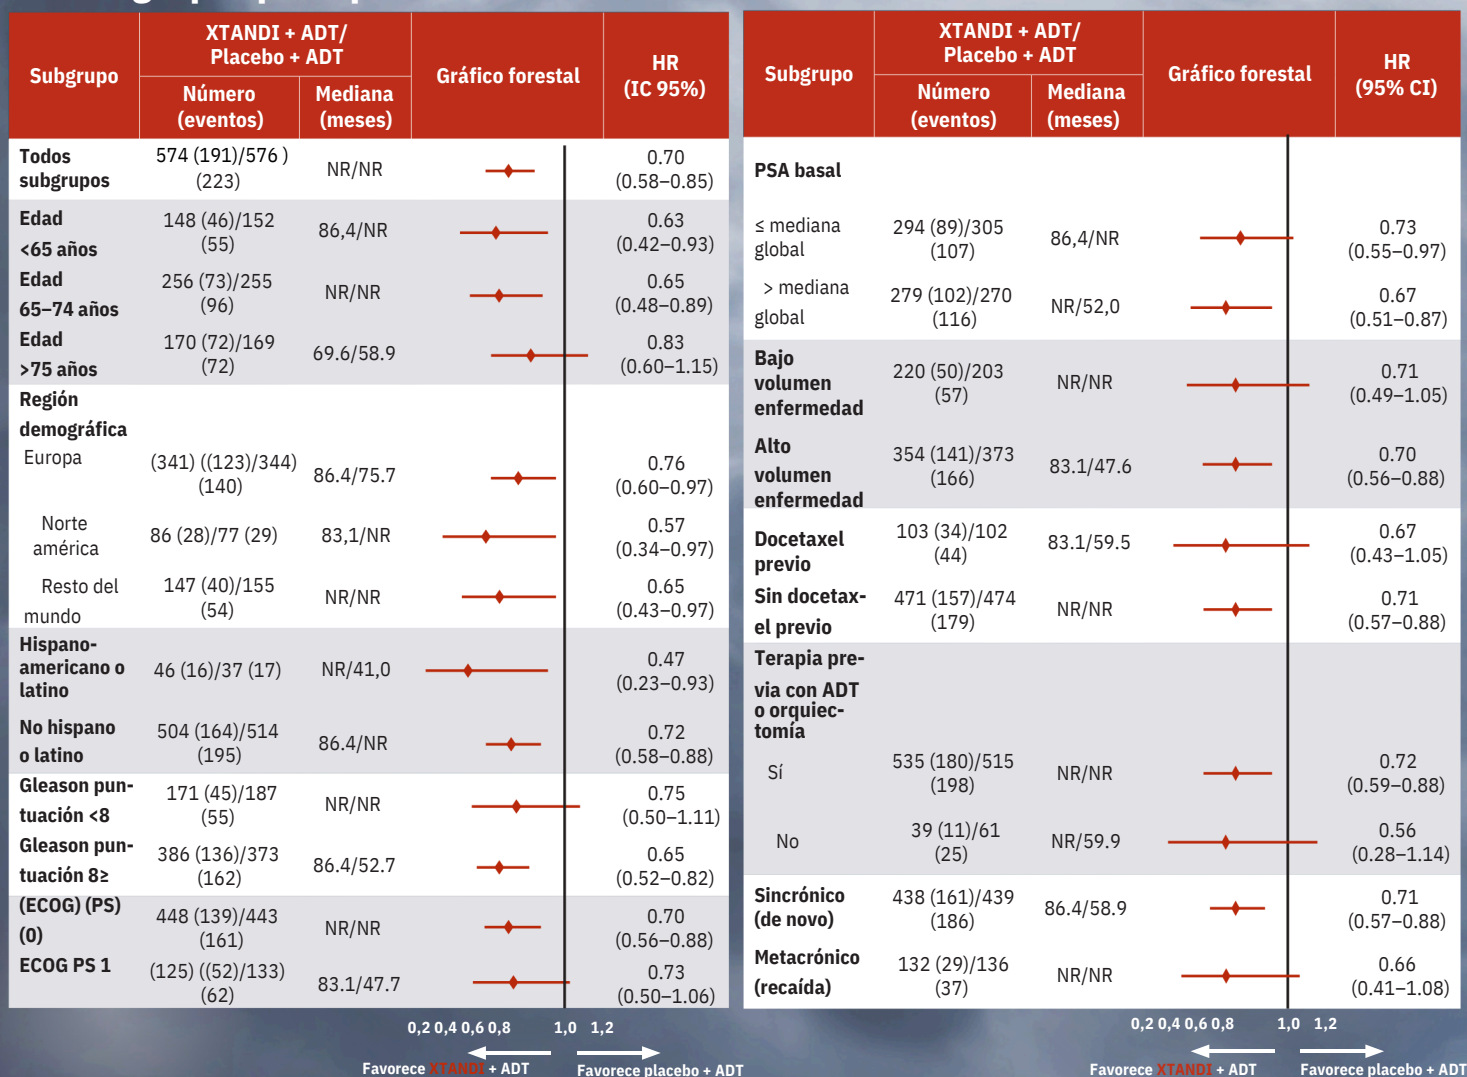 Subgrupo
XTANDI + ADT/
Placebo + ADT
Número
(eventos)
Mediana
(meses)
Gráfico forestal
HR
(IC 95%)
Todos
subgrupos
574 (191)/576 )
(223)
NR/NR
0.70
(0.58–0.85)
Edad
<65 años
148 (46)/152
(55)
86,4/NR
0.63
(0.42–0.93)
Edad
65–74 años
256 (73)/255
(96)
NR/NR
0.65
(0.48–0.89)
Edad
>75 años
170 (72)/169
(72)
69.6/58.9
0.83
(0.60–1.15)
Región
demográfica
Europa
(341) ((123)/344)
(140)
86.4/75.7
0.76
(0.60–0.97)
Norte
américa
86 (28)/77 (29)
83,1/NR
0.57
(0.34–0.97)
Resto del
mundo
147 (40)/155
(54)
NR/NR
0.65
(0.43–0.97)
Hispano-
americano o
latino
46 (16)/37 (17)
NR/41,0
0.47
(0.23–0.93)
No hispano
o latino
504 (164)/514
(195)
86.4/NR
0.72
(0.58–0.88)
Gleason pun-
tuación <8
171 (45)/187
(55)
NR/NR
0.75
(0.50–1.11)
Gleason pun-
tuación 8≥
386 (136)/373
(162)
86.4/52.7
0.65
(0.52–0.82)
(ECOG) (PS)
(0)
448 (139)/443
(161)
NR/NR
0.70
(0.56–0.88)
ECOG PS 1
(125) ((52)/133)
(62)
83.1/47.7
0.73
(0.50–1.06)
0,2 0,4 0,6 0,8 1,0 1,2
Favorece XTANDI + ADT
Favorece placebo + ADT
Subgrupo
XTANDI + ADT/
Placebo + ADT
Número
(eventos)
Mediana
(meses)
Gráfico forestal
HR
(95% CI)
PSA basal
≤ mediana
global
294 (89)/305
(107)
86,4/NR
0.73
(0.55–0.97)
> mediana
global
279 (102)/270
(116)
NR/52,0
0.67
(0.51–0.87)
Bajo
volumen
enfermedad
220 (50)/203
(57)
NR/NR
0.71
(0.49–1.05)
Alto
volumen
enfermedad
354 (141)/373
(166)
83.1/47.6
0.70
(0.56–0.88)
Docetaxel
previo
103 (34)/102
(44)
83.1/59.5
0.67
(0.43–1.05)
Sin docetax-
el previo
471 (157)/474
(179)
NR/NR
0.71
(0.57–0.88)
Terapia pre-
via con ADT
o orquiec-
tomía
Sí
535 (180)/515
(198)
NR/NR
0.72
(0.59–0.88)
No
39 (11)/61
(25)
NR/59.9
0.56
(0.28–1.14)
Sincrónico
(de novo)
438 (161)/439
(186)
86.4/58.9
0.71
(0.57–0.88)
Metacrónico
(recaída)
132 (29)/136
(37)
NR/NR
0.66
(0.41–1.08)
0,2 0,4 0,6 0,8 1,0 1,2
Favorece XTANDI + ADT
Favorece placebo + ADT